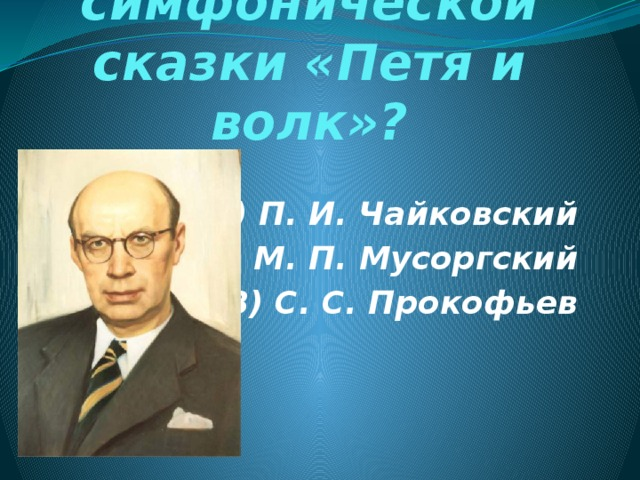 симфонической
сказки «Петя и
волк»?
) П. И. Чайковский
М. П. Мусоргский
) С. С. Прокофьев